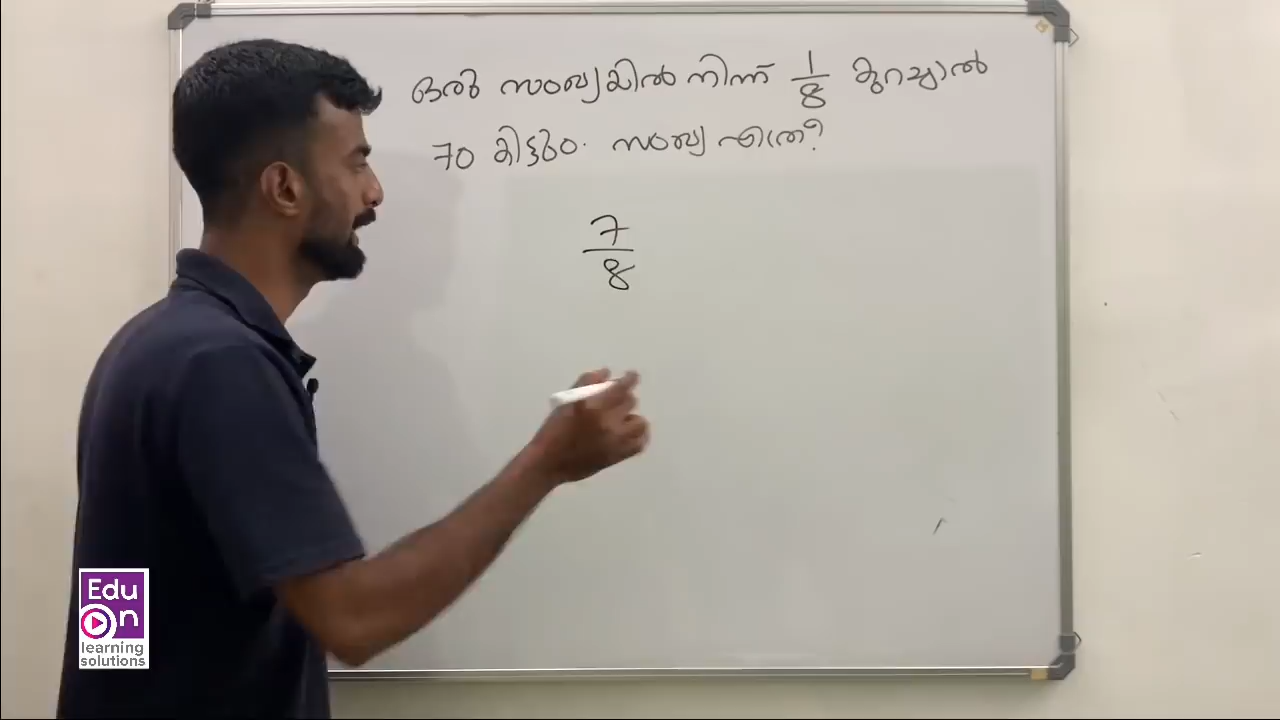 ഒരു സംഖ്യയിൽ നിന്ന് 1/8 കുറച്ചാൽ
70 കിട്ടും. സംഖ്യ എത്ര?
7/8
Edu
On
learning
solutions